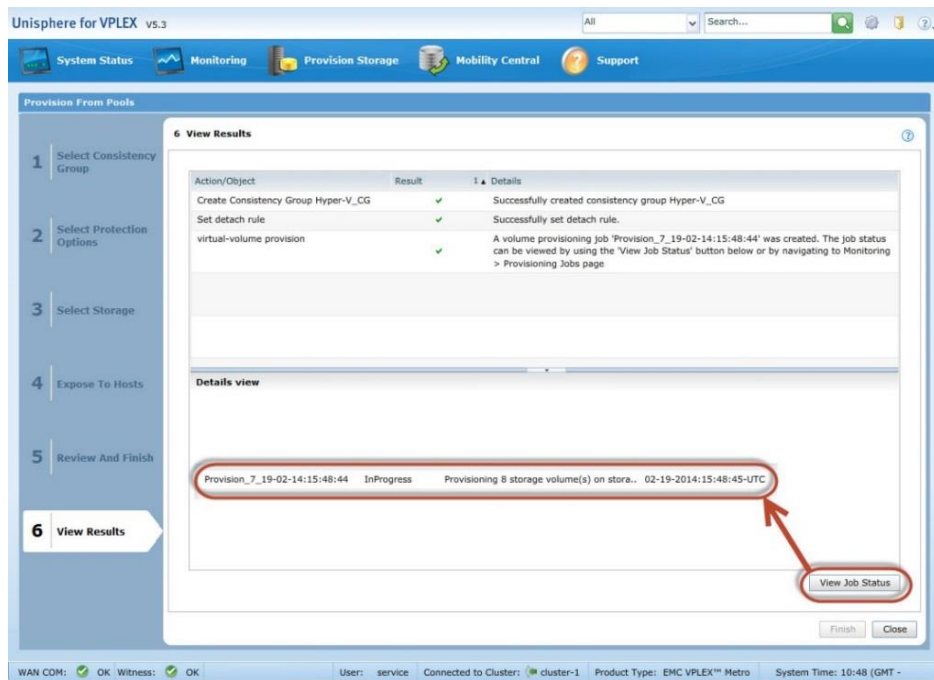 Unisphere for VPLEX v5.3
All
Search...
System Status
Monitoring
Provision Storage
Mobility Central
Support
Provision From Pools
1 Select Consistency
Group
2 Select Protection
Options
3 Select Storage
4 Expose To Hosts
5 Review And Finish
6 View Results
6 View Results
Action/Object Result 1 ▲ Details
Create Consistency Group Hyper-V_CG ✔ Successfully created consistency group Hyper-V_CG
Set detach rule ✔ Successfully set detach rule.
virtual-volume provision ✔ A volume provisioning job 'Provision_7_19-02-14:15:48:44' was created. The job status
can be viewed by using the 'View Job Status' button below or by navigating to Monitoring
> Provisioning Jobs page
Details view
Provision_7_19-02-14:15:48:44 InProgress Provisioning 8 storage volume(s) on stora.. 02-19-2014:15:48:45-UTC
View Job Status
Finish Close
WAN COM: OK Witness: OK User: service Connected to Cluster: cluster-1 Product Type: EMC VPLEX™ Metro System Time: 10:48 (GMT -